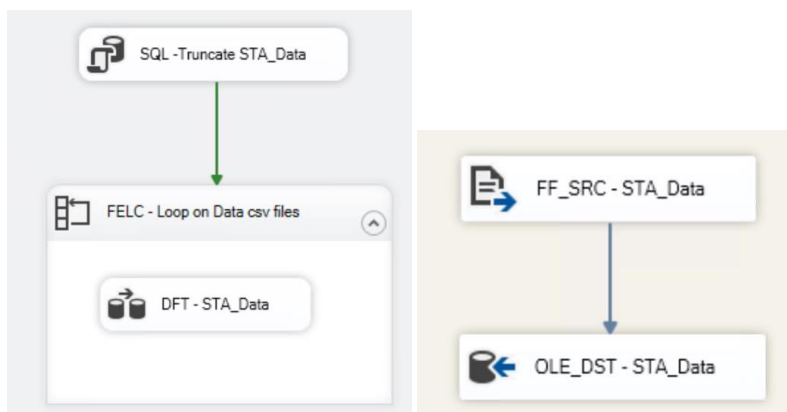 SQL -Truncate STA_Data
FELC - Loop on Data csv files
DFT - STA_Data
FF_SRC - STA_Data
OLE_DST - STA_Data